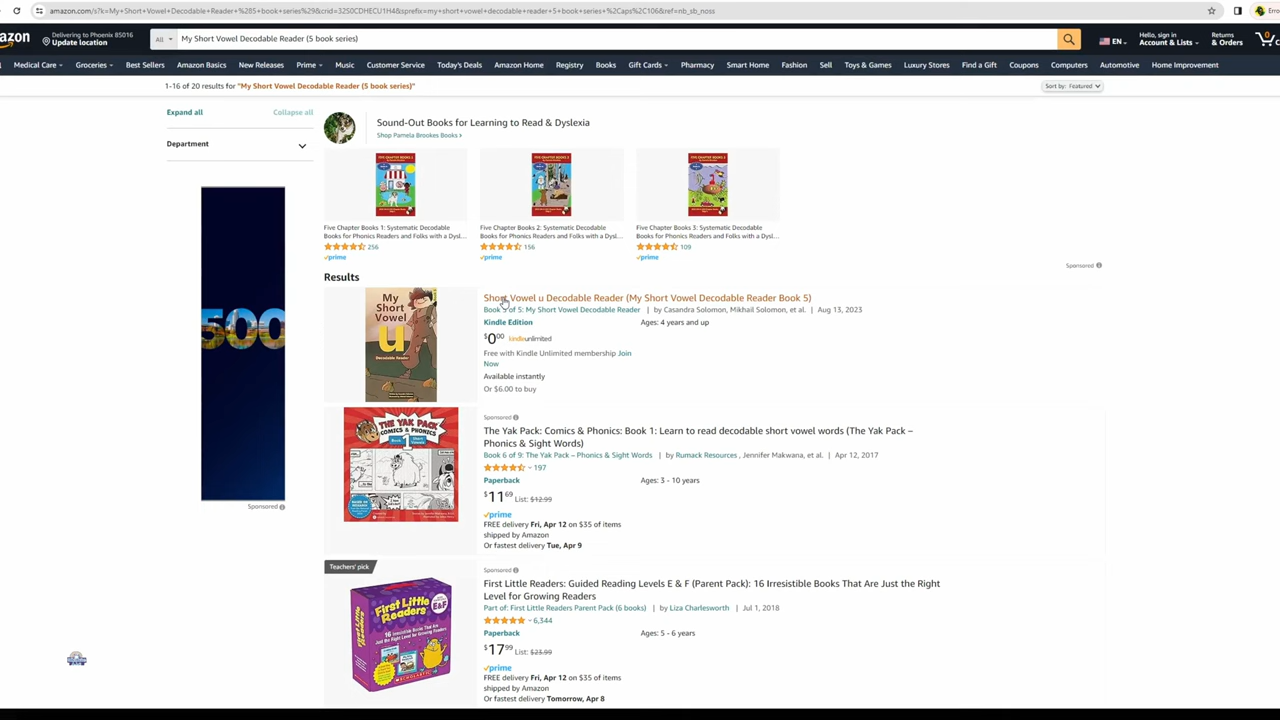 amazon.com/s?k=My+Short+Vowel+Decodable+Reader+%285+book+series%29&crid=32S0CDHECU1H4&sprefix=my+short+vowel+decodable+reader+5+book+series+%2Caps%2C106&ref=nb_sb_noss
Erro
azon
Delivering to Phoenix 85016
Update location
All
My Short Vowel Decodable Reader (5 book series)
EN
Hello, sign in
Account & Lists
Returns
& Orders
0
Medical Care Groceries Best Sellers Amazon Basics New Releases Prime Music Customer Service Today's Deals Amazon Home Registry Books Gift Cards Pharmacy Smart Home Fashion Sell Toys & Games Luxury Stores Find a Gift Coupons Computers Automotive Home Improvement
1-16 of 20 results for "My Short Vowel Decodable Reader (5 book series)"
Sort by: Featured
Expand all
Collapse all
Department
500
Sponsored
Sound-Out Books for Learning to Read & Dyslexia
Shop Pamela Brookes Books ›
Five Chapter Books 1: Systematic Decodable
Books for Phonics Readers and Folks with a Dysl...
256
prime
Five Chapter Books 2: Systematic Decodable
Books for Phonics Readers and Folks with a Dysl...
156
prime
Five Chapter Books 3: Systematic Decodable
Books for Phonics Readers and Folks with a Dysl...
109
prime
Sponsored
Results
My
Short
Vowel
u
Decodable Reader
Short Vowel u Decodable Reader (My Short Vowel Decodable Reader Book 5)
Book 5 of 5: My Short Vowel Decodable Reader | by Casandra Solomon, Mikhail Solomon, et al. | Aug 13, 2023
Kindle Edition
Ages: 4 years and up
$0.00 kindleunlimited
Free with Kindle Unlimited membership Join
Now
Available instantly
Or $6.00 to buy
THE YAK PACK
COMICS & PHONICS
Book 1 Short Vowels
Sponsored
The Yak Pack: Comics & Phonics: Book 1: Learn to read decodable short vowel words (The Yak Pack –
Phonics & Sight Words)
Book 6 of 9: The Yak Pack – Phonics & Sight Words | by Rumack Resources , Jennifer Makwana, et al. | Apr 12, 2017
197
Paperback
Ages: 3 - 10 years
$11.69 List: $12.99
prime
FREE delivery Fri, Apr 12 on $35 of items
shipped by Amazon
Or fastest delivery Tue, Apr 9
Teachers' pick
First Little
Readers
E&F
SCHOLASTIC
Sponsored
First Little Readers: Guided Reading Levels E & F (Parent Pack): 16 Irresistible Books That Are Just the Right
Level for Growing Readers
Part of: First Little Readers Parent Pack (6 books) | by Liza Charlesworth | Jul 1, 2018
6,344
Paperback
Ages: 5 - 6 years
$17.99 List: $23.99
prime
FREE delivery Fri, Apr 12 on $35 of items
shipped by Amazon
Or fastest delivery Tomorrow, Apr 8